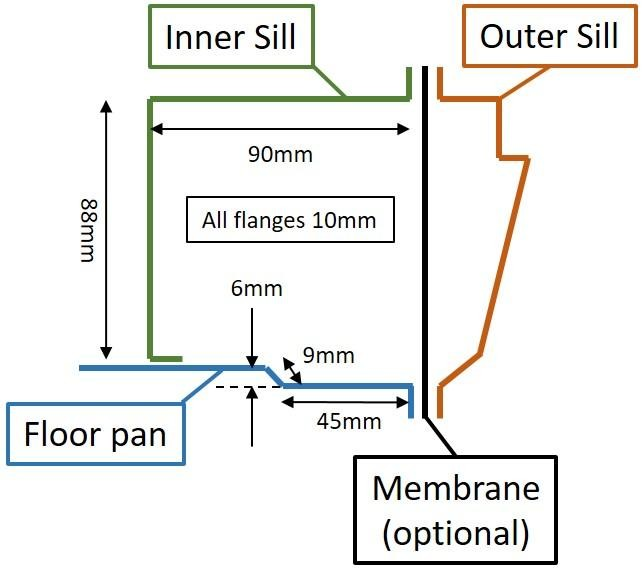 Inner Sill
Outer Sill
90mm
88mm
All flanges 10mm
6mm
9mm
45mm
Floor pan
Membrane
(optional)